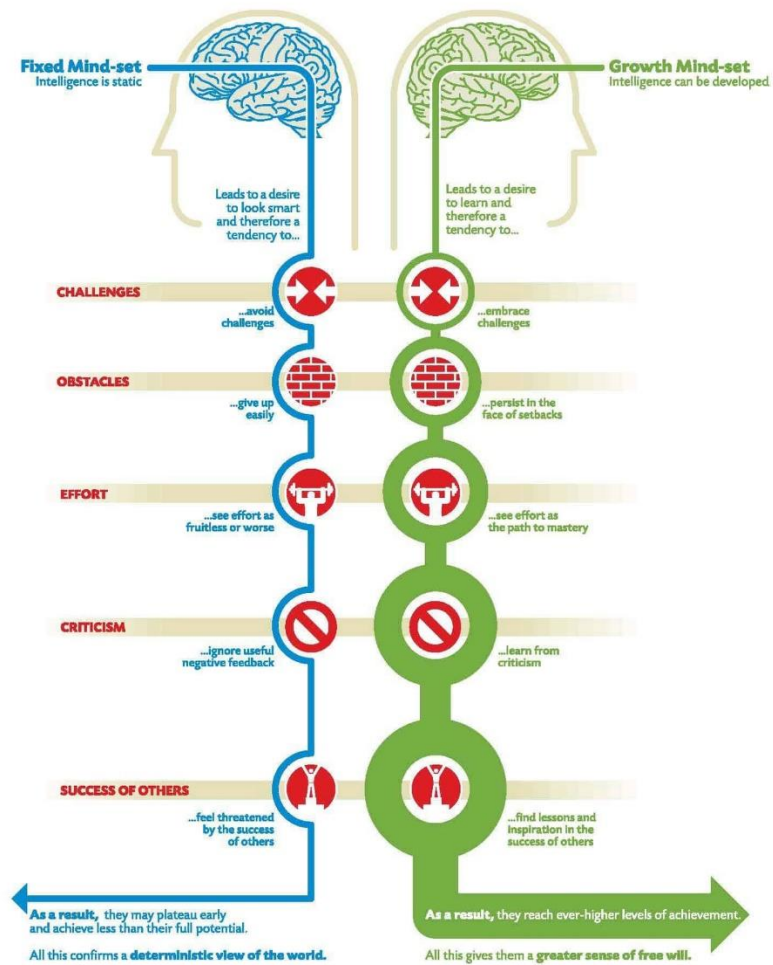 Fixed Mind-set
Intelligence is static
Growth Mind-set
Intelligence can be developed
Leads to a desire
to look smart
and therefore a
tendency to...
Leads to a desire
to learn and
therefore a
tendency to...
CHALLENGES
...avoid
challenges
...embrace
challenges
OBSTACLES
...give up
easily
...persist in the
face of setbacks
EFFORT
...see effort as
fruitless or worse
...see effort as
the path to mastery
CRITICISM
...ignore useful
negative feedback
...learn from
criticism
SUCCESS OF OTHERS
...feel threatened
by the success
of others
...find lessons and
inspiration in the
success of others
As a result, they may plateau early
and achieve less than their full potential.
All this confirms a deterministic view of the world.
As a result, they reach ever-higher levels of achievement.
All this gives them a greater sense of free will.